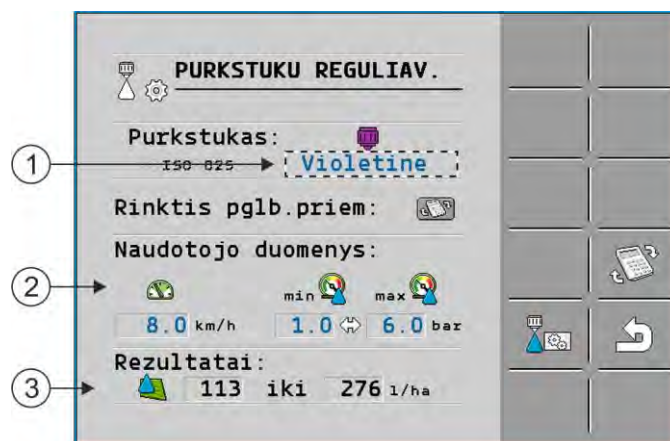 PURKSTUKU REGULIAV.
Purkstukas:
1 ISO 025 Violetine
Rinktis pglb.priem:
Naudotojo duomenys:
2 min max
8.0 km/h 1.0 6.0 bar
Rezultatai:
3 113 iki 276 l/ha